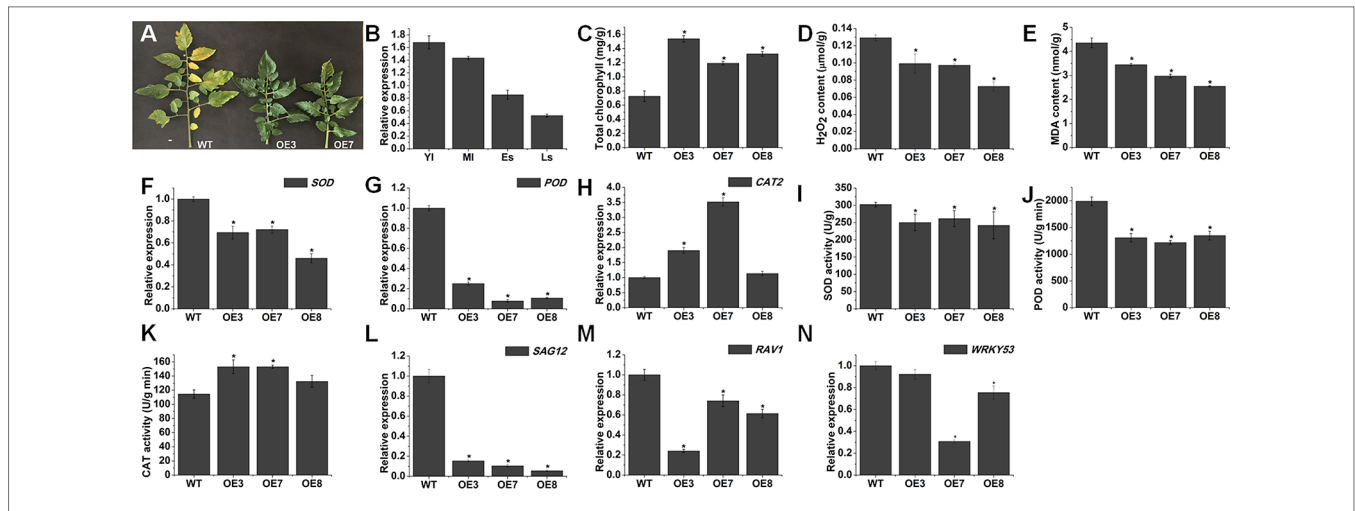 A
WT
OE3
OE7
B
Relative expression
1.8
1.6
1.4
1.2
1.0
0.8
0.6
0.4
0.2
0.0
Yl
Ml
Es
Ls
C
Total chlorophyll (mg/g)
1.6
1.4
1.2
1.0
0.8
0.6
0.4
0.2
0.0
* * *
WT OE3 OE7 OE8
D
H2O2 content (μmol/g)
0.14
0.12
0.10
0.08
0.06
0.04
0.02
0.00
* * *
WT OE3 OE7 OE8
E
MDA content (nmol/g)
5
4
3
2
1
0
* * *
WT OE3 OE7 OE8
F
SOD
Relative expression
1.0
0.8
0.6
0.4
0.2
0.0
* * *
WT OE3 OE7 OE8
G
POD
Relative expression
1.2
1.0
0.8
0.6
0.4
0.2
0.0
* * *
WT OE3 OE7 OE8
H
CAT2
Relative expression
4.0
3.5
3.0
2.5
2.0
1.5
1.0
0.5
0.0
* *
WT OE3 OE7 OE8
I
SOD activity (U/g)
350
300
250
200
150
100
50
0
* * *
WT OE3 OE7 OE8
J
POD activity (U/g min)
2000
1500
1000
500
0
* * *
WT OE3 OE7 OE8
K
CAT activity (U/g min)
160
140
120
100
80
60
40
20
0
* *
WT OE3 OE7 OE8
L
SAG12
Relative expression
1.2
1.0
0.8
0.6
0.4
0.2
0.0
* * *
WT OE3 OE7 OE8
M
RAV1
Relative expression
1.2
1.0
0.8
0.6
0.4
0.2
0.0
* * *
WT OE3 OE7 OE8
N
WRKY53
Relative expression
1.0
0.8
0.6
0.4
0.2
0.0
* *
WT OE3 OE7 OE8